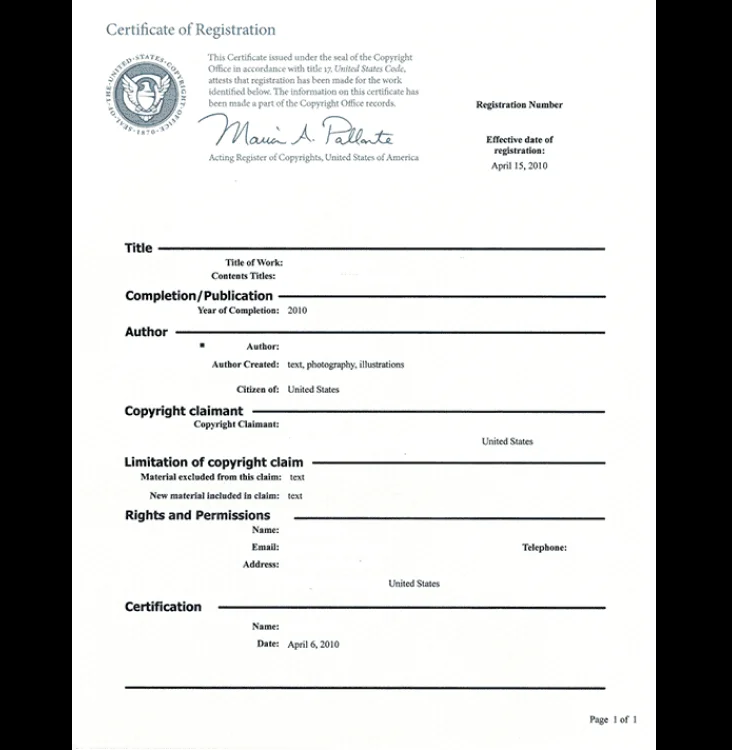 Certificate of Registration
SEAL·OF·THE·UNITED·STATES·COPYRIGHT·OFFICE·1870
This Certificate issued under the seal of the Copyright
Office in accordance with title 17, United States Code,
attests that registration has been made for the work
identified below. The information on this certificate has
been made a part of the Copyright Office records.
Maria A. Pallante
Acting Register of Copyrights, United States of America
Registration Number
Effective date of
registration:
April 15, 2010
Title
Title of Work:
Contents Titles:
Completion/Publication
Year of Completion: 2010
Author
Author:
Author Created: text, photography, illustrations
Citizen of: United States
Copyright claimant
Copyright Claimant:
United States
Limitation of copyright claim
Material excluded from this claim: text
New material included in claim: text
Rights and Permissions
Name:
Email: Telephone:
Address:
United States
Certification
Name:
Date: April 6, 2010
Page 1 of 1